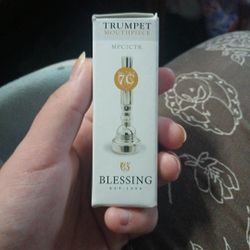 TRUMPET
MOUTHPIECE
MPC7CTR
7C
BLESSING
EST. 1906